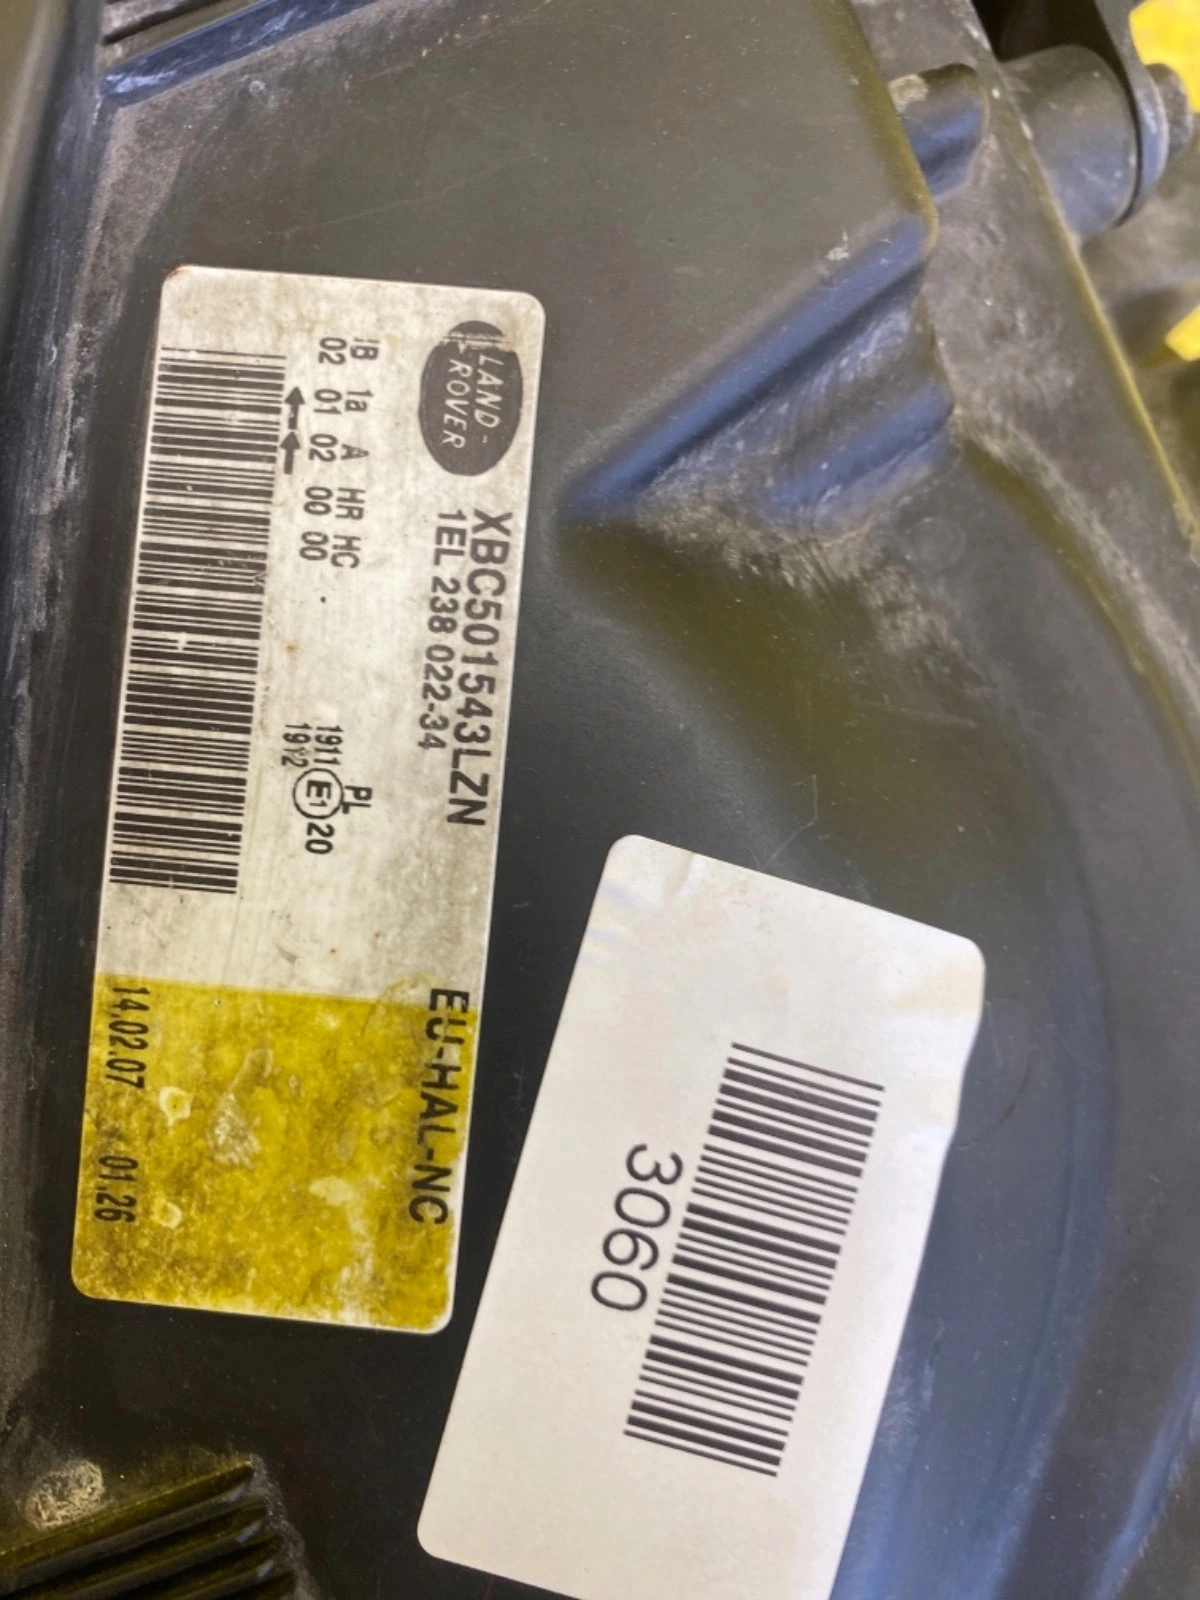 LAND-
ROVER
XBC501543LZN
1EL 238 022-34
1a A HR HC
02 01 02 00 00
PL
1911 E1 20
1912
EU-HAL-NC
14.02.07 01.26
3060